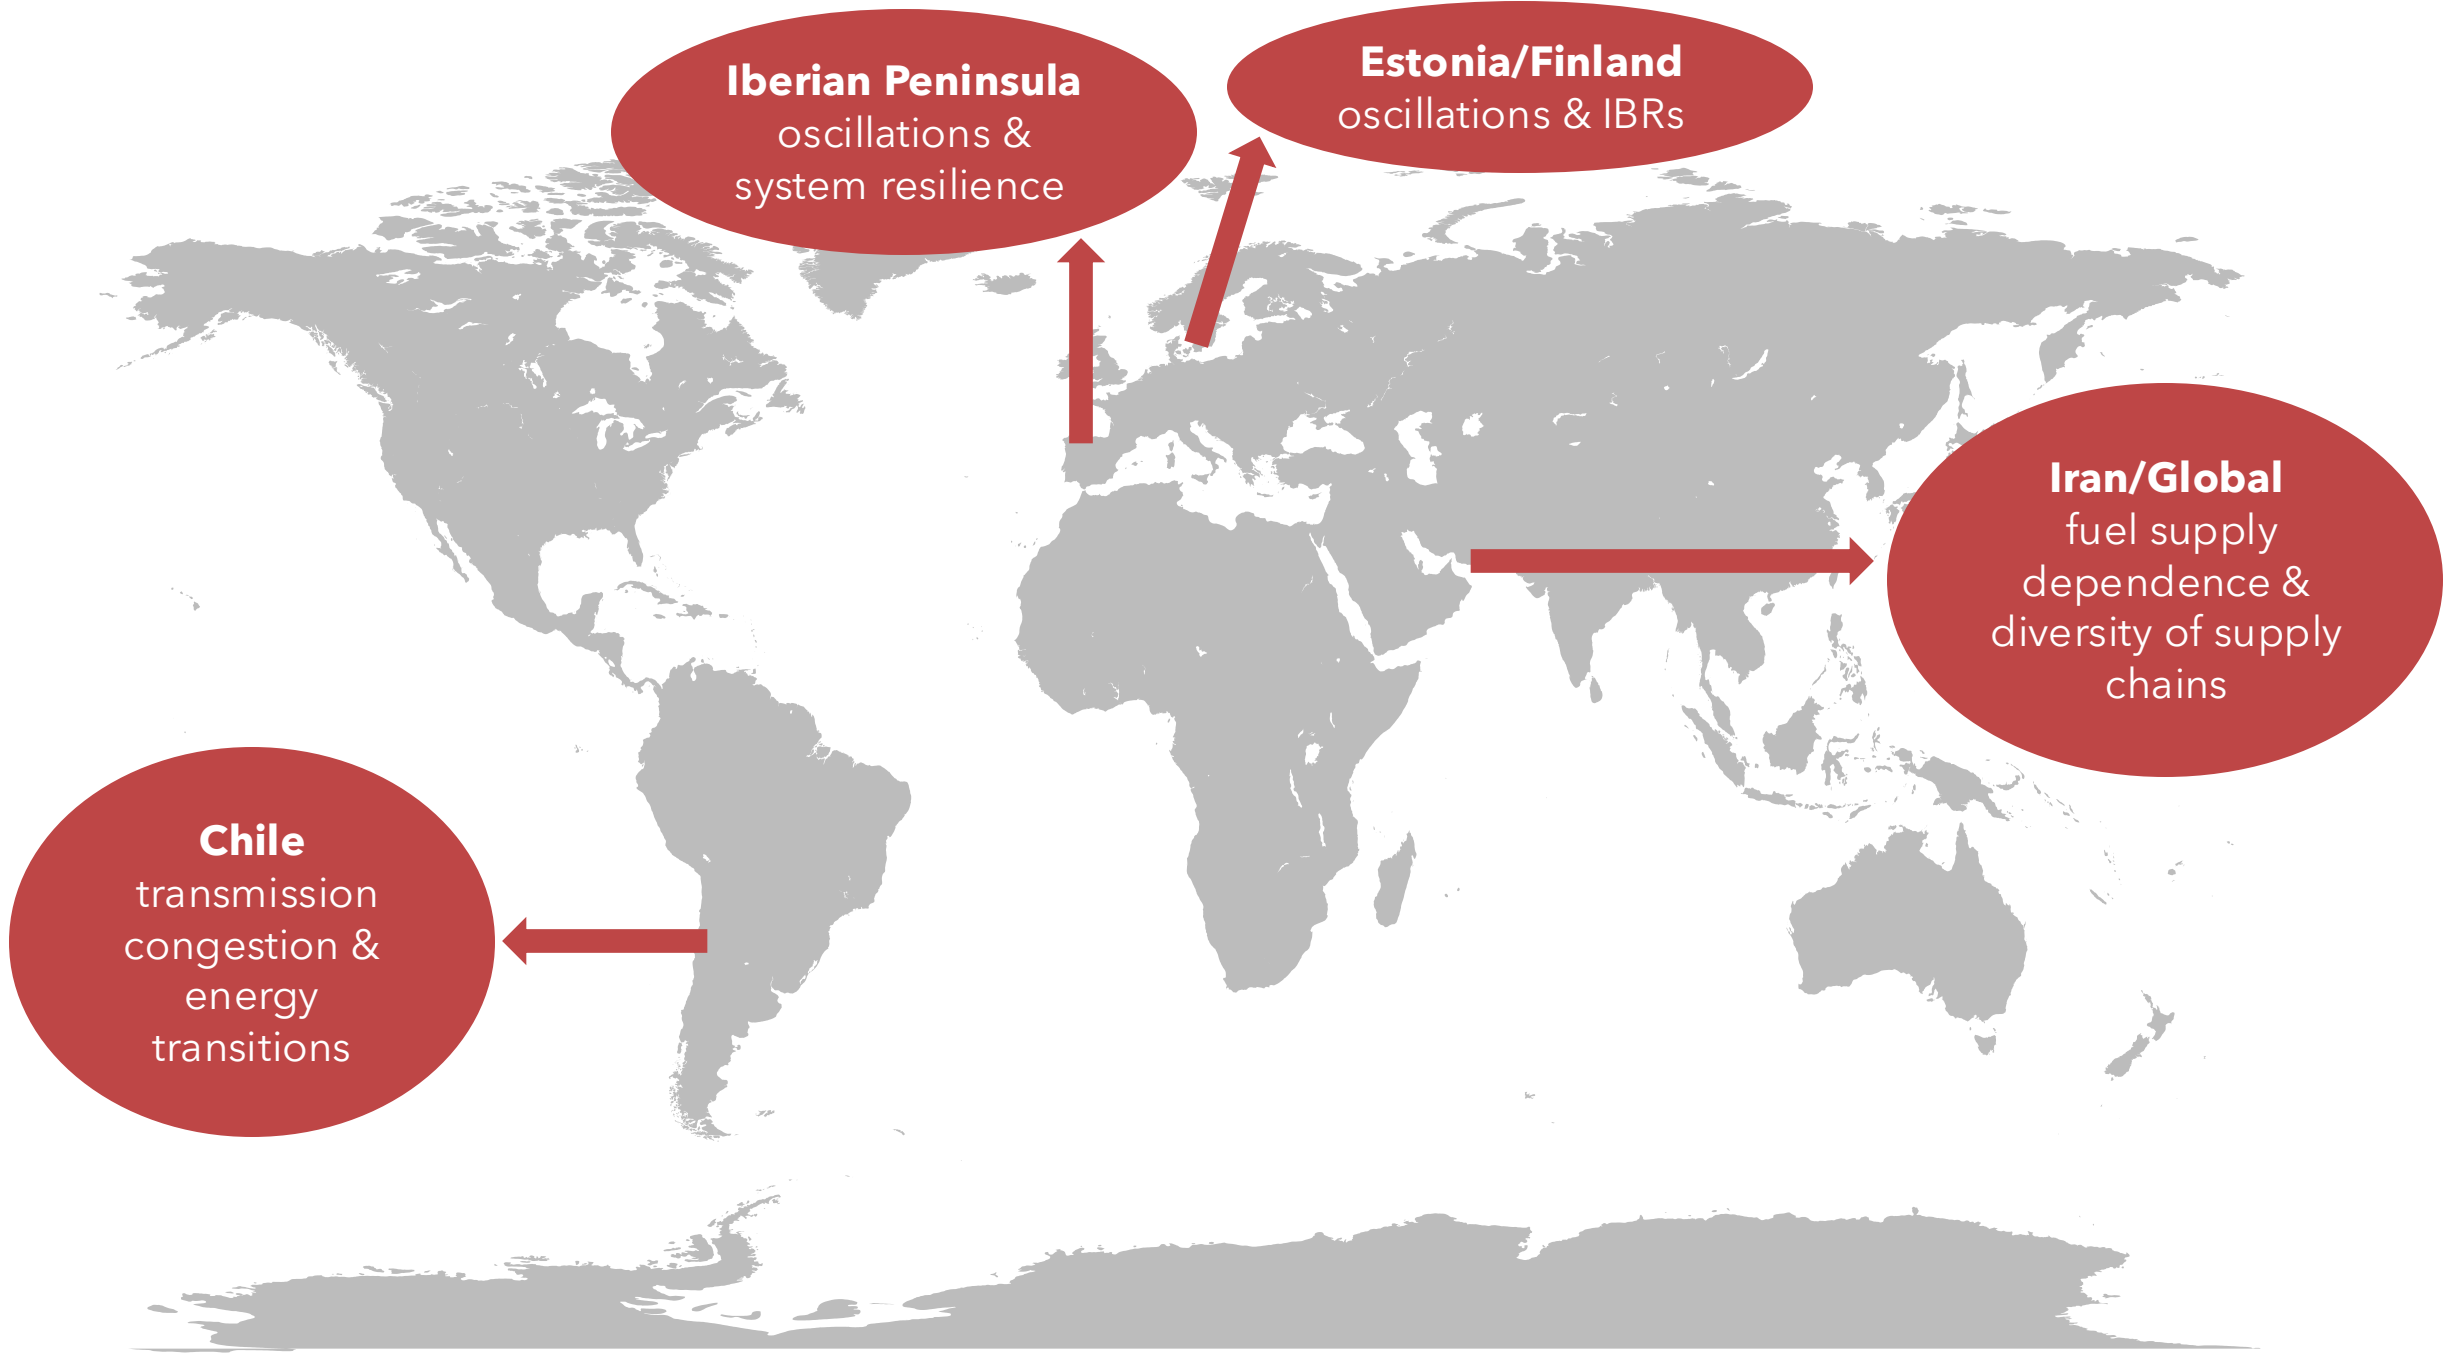 Iberian Peninsula
oscillations &
system resilience
Estonia/Finland
oscillations & IBRs
Iran/Global
fuel supply
dependence &
diversity of supply
chains
Chile
transmission
congestion &
energy
transitions